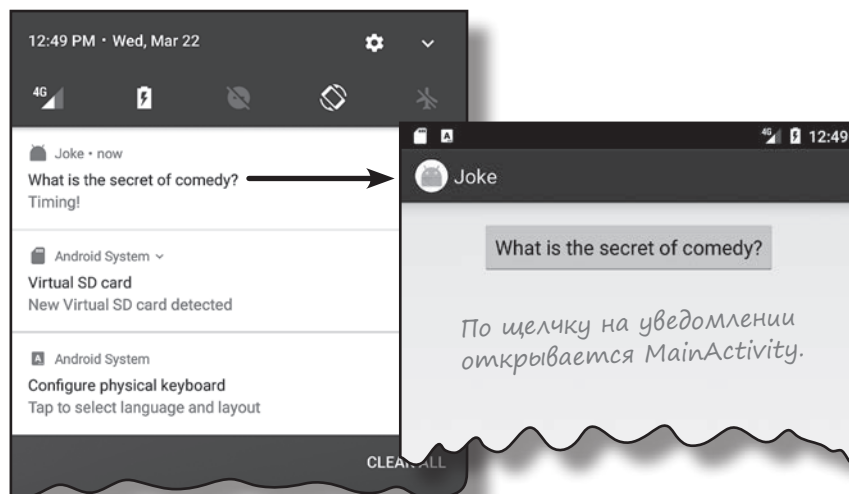 12:49 PM • Wed, Mar 22
4G
Joke • now
What is the secret of comedy?
Timing!
Android System
Virtual SD card
New Virtual SD card detected
A Android System
Configure physical keyboard
Tap to select language and layout
CLEAR ALL
A 4G 12:49
Joke
What is the secret of comedy?
По щелчку на уведомлении
открывается MainActivity.